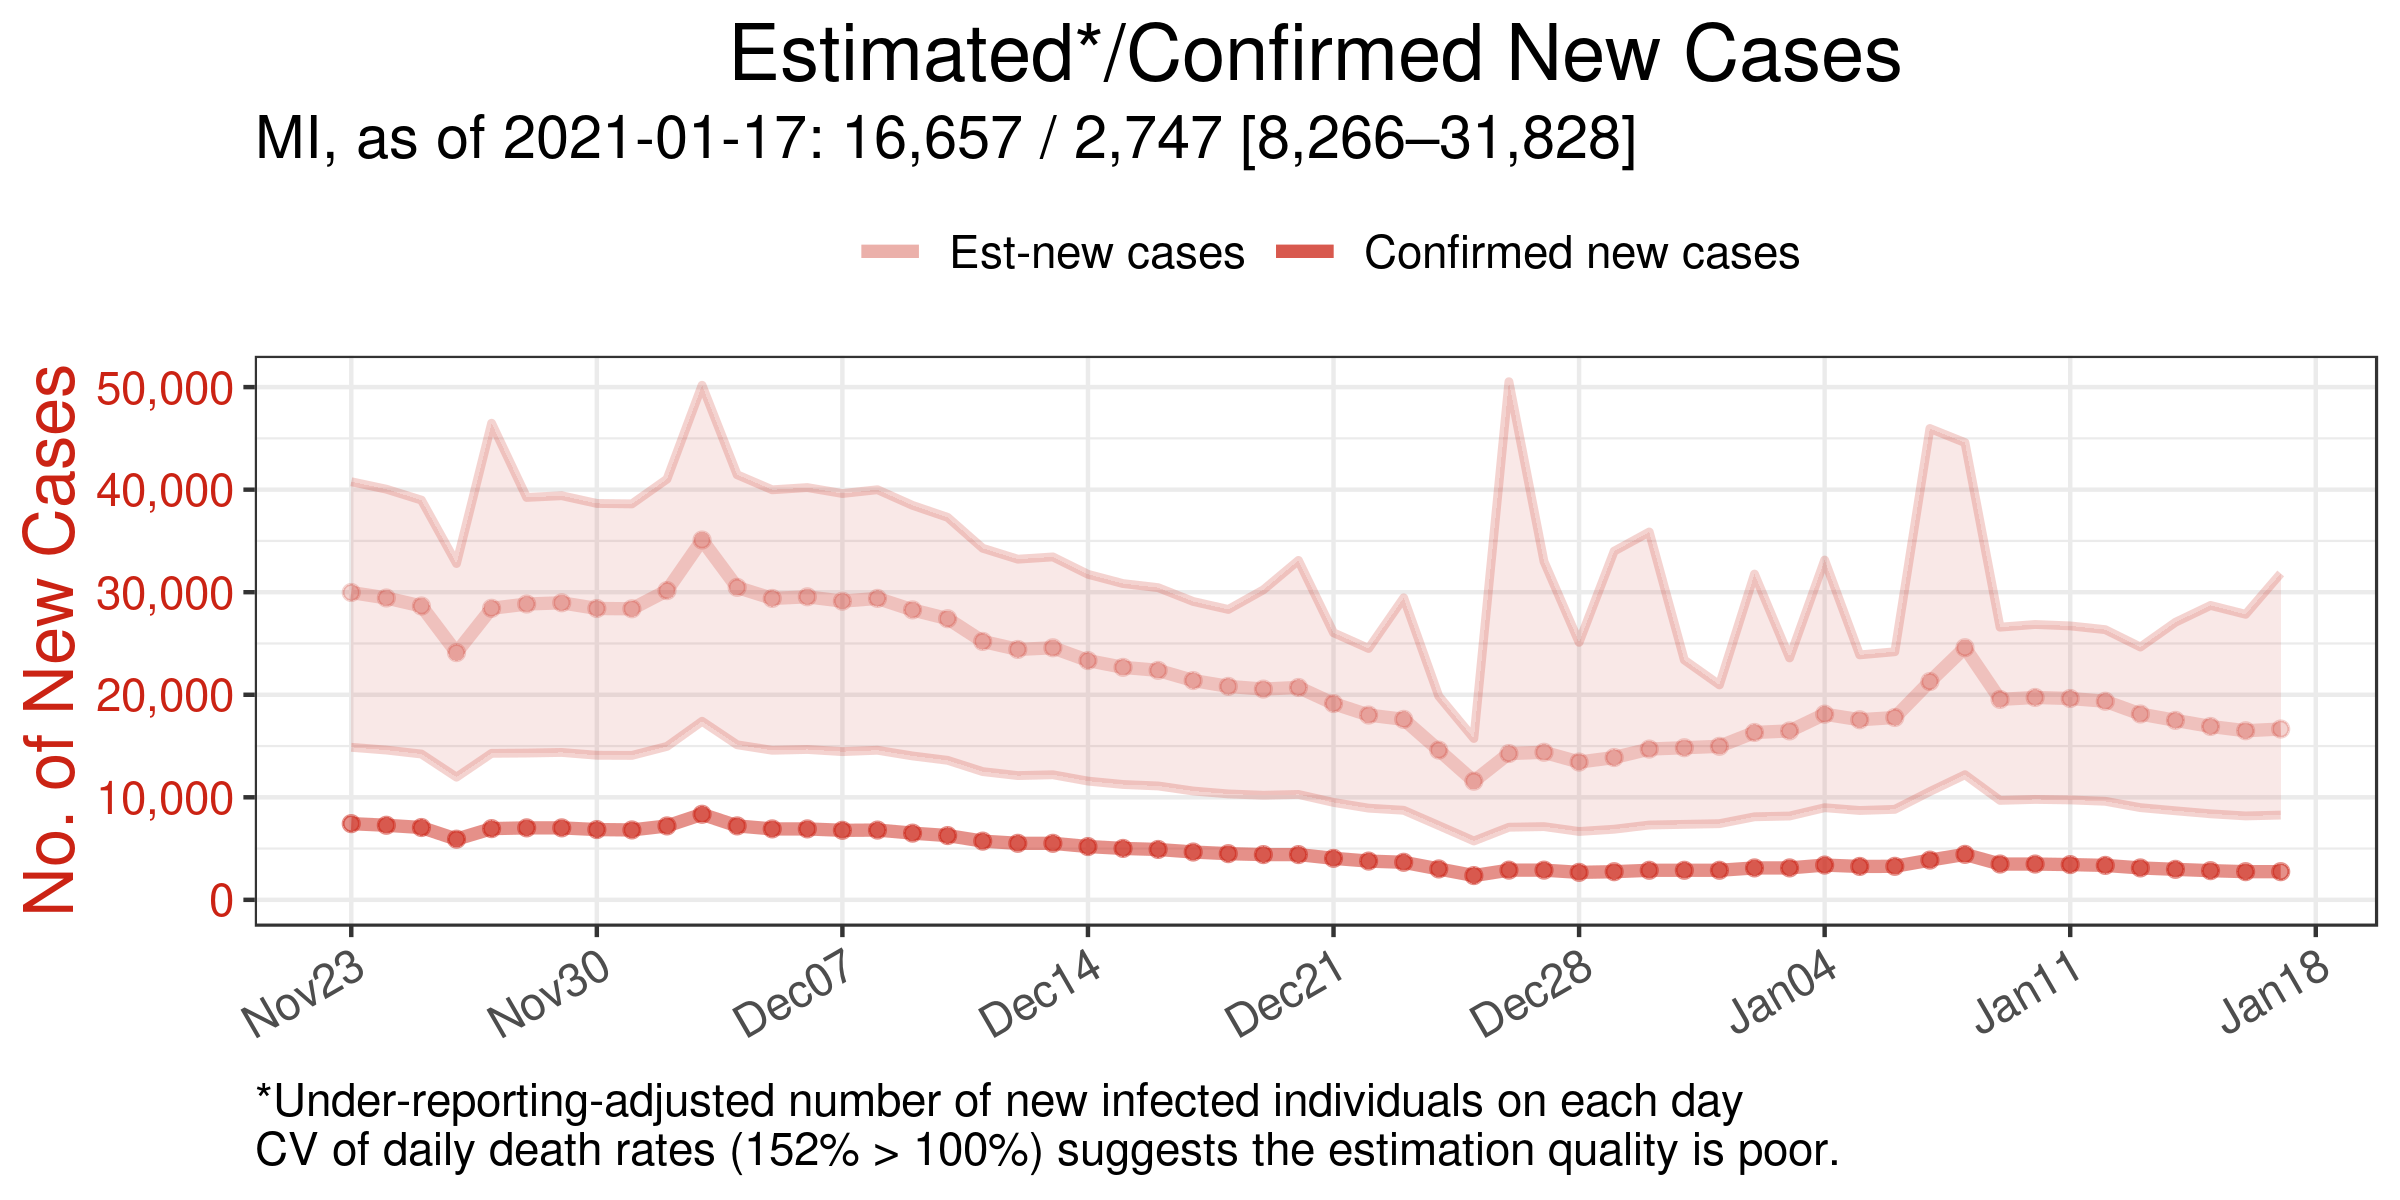 Estimated*/Confirmed New Cases
MI, as of 2021-01-17: 16,657 / 2,747 [8,266–31,828]
Est-new cases
Confirmed new cases
No. of New Cases
50,000
40,000
30,000
20,000
10,000
0
Nov23
Nov30
Dec07
Dec14
Dec21
Dec28
Jan04
Jan11
Jan18
*Under-reporting-adjusted number of new infected individuals on each day
CV of daily death rates (152% > 100%) suggests the estimation quality is poor.